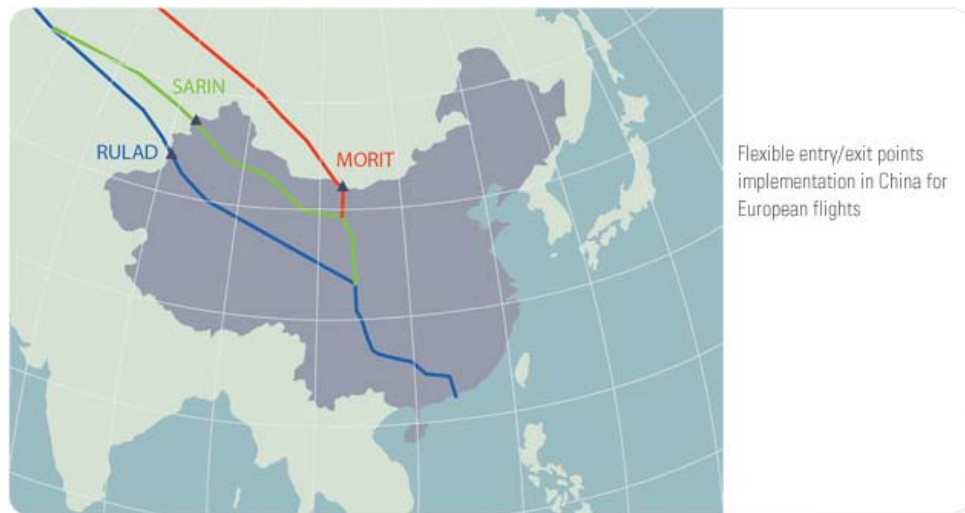 SARIN
RULAD
MORIT
Flexible entry/exit points
implementation in China for
European flights